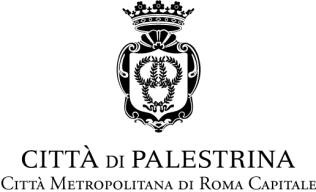 CITTÀ DI PALESTRINA
CITTÀ METROPOLITANA DI ROMA CAPITALE